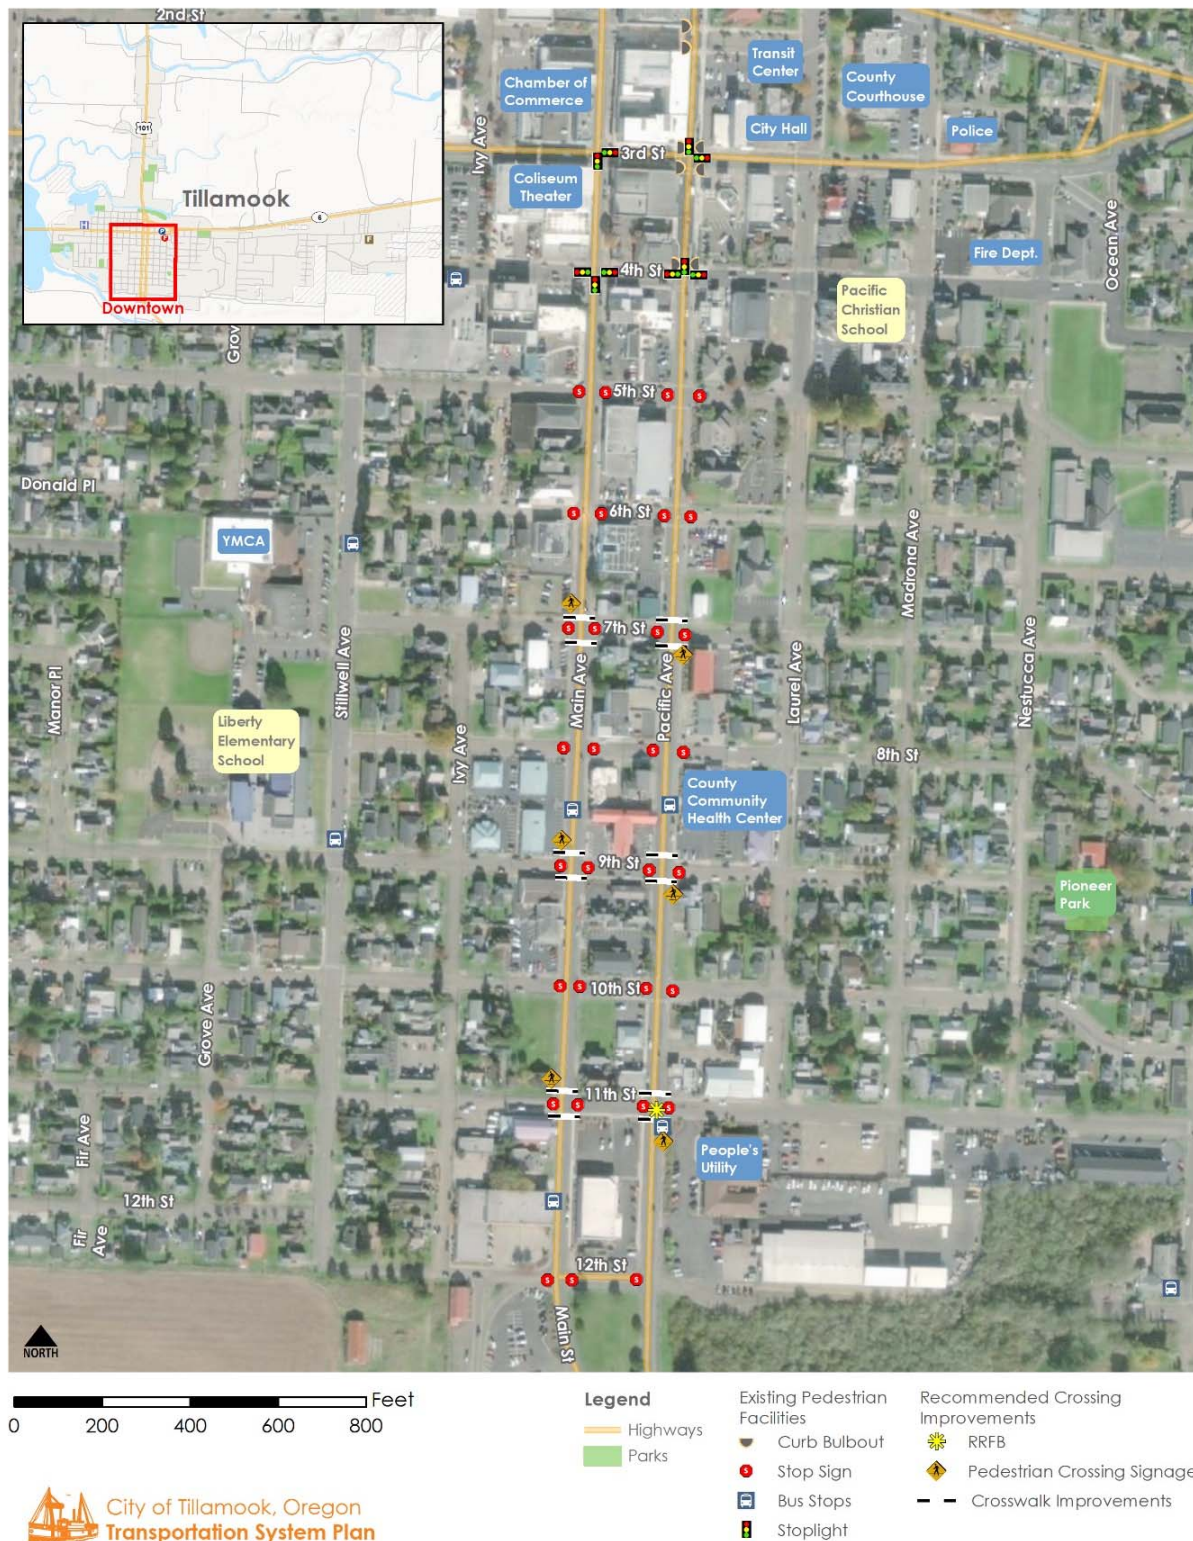 2nd St
101
Tillamook
6
H
P
F
Downtown
Chamber of
Commerce
Transit
Center
County
Courthouse
City Hall
Police
Ivy Ave
3rd St
Coliseum
Theater
Fire Dept.
Ocean Ave
4th St
Pacific
Christian
School
Grov
5th St
Donald Pl
6th St
YMCA
Madrona Ave
7th St
Manor Pl
Stillwell Ave
Main Ave
Pacific Ave
Laurel Ave
Nestucca Ave
Liberty
Elementary
School
Ivy Ave
8th St
County
Community
Health Center
9th St
Pioneer
Park
10th St
Grove Ave
11th St
Fir Ave
People's
Utility
12th St
Fir
Ave
12th St
Main St
NORTH
Feet
0 200 400 600 800
Legend
Highways
Parks
Existing Pedestrian
Facilities
Curb Bulbout
Stop Sign
Bus Stops
Stoplight
Recommended Crossing
Improvements
RRFB
Pedestrian Crossing Signage
Crosswalk Improvements
City of Tillamook, Oregon
Transportation System Plan